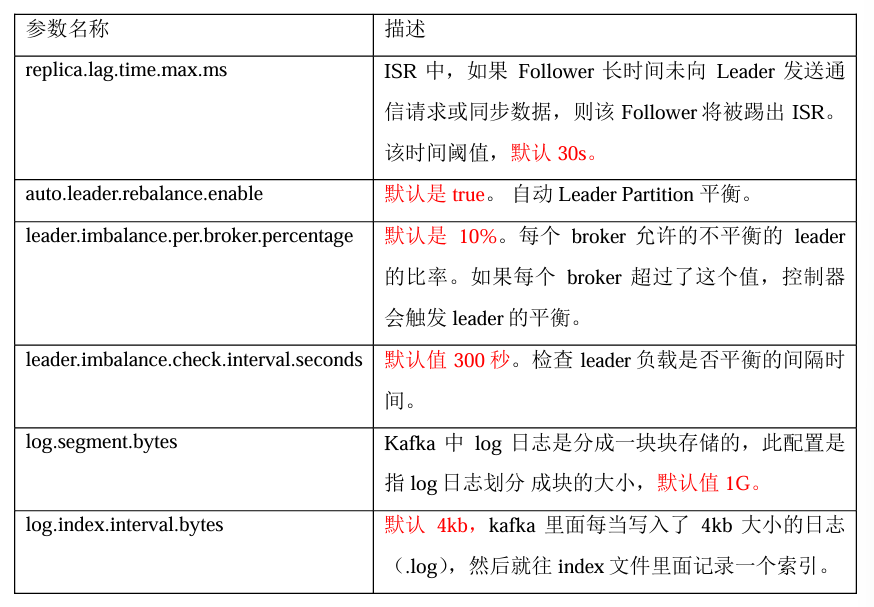 参数名称 描述
replica.lag.time.max.ms ISR 中，如果 Follower 长时间未向 Leader 发送通
信请求或同步数据，则该 Follower 将被踢出 ISR。
该时间阈值，默认 30s。
auto.leader.rebalance.enable 默认是 true。 自动 Leader Partition 平衡。
leader.imbalance.per.broker.percentage 默认是 10%。每个 broker 允许的不平衡的 leader
的比率。如果每个 broker 超过了这个值，控制器
会触发 leader 的平衡。
leader.imbalance.check.interval.seconds 默认值 300 秒。检查 leader 负载是否平衡的间隔时
间。
log.segment.bytes Kafka 中 log 日志是分成一块块存储的，此配置是
指 log 日志划分 成块的大小，默认值 1G。
log.index.interval.bytes 默认 4kb，kafka 里面每当写入了 4kb 大小的日志
（.log），然后就往 index 文件里面记录一个索引。